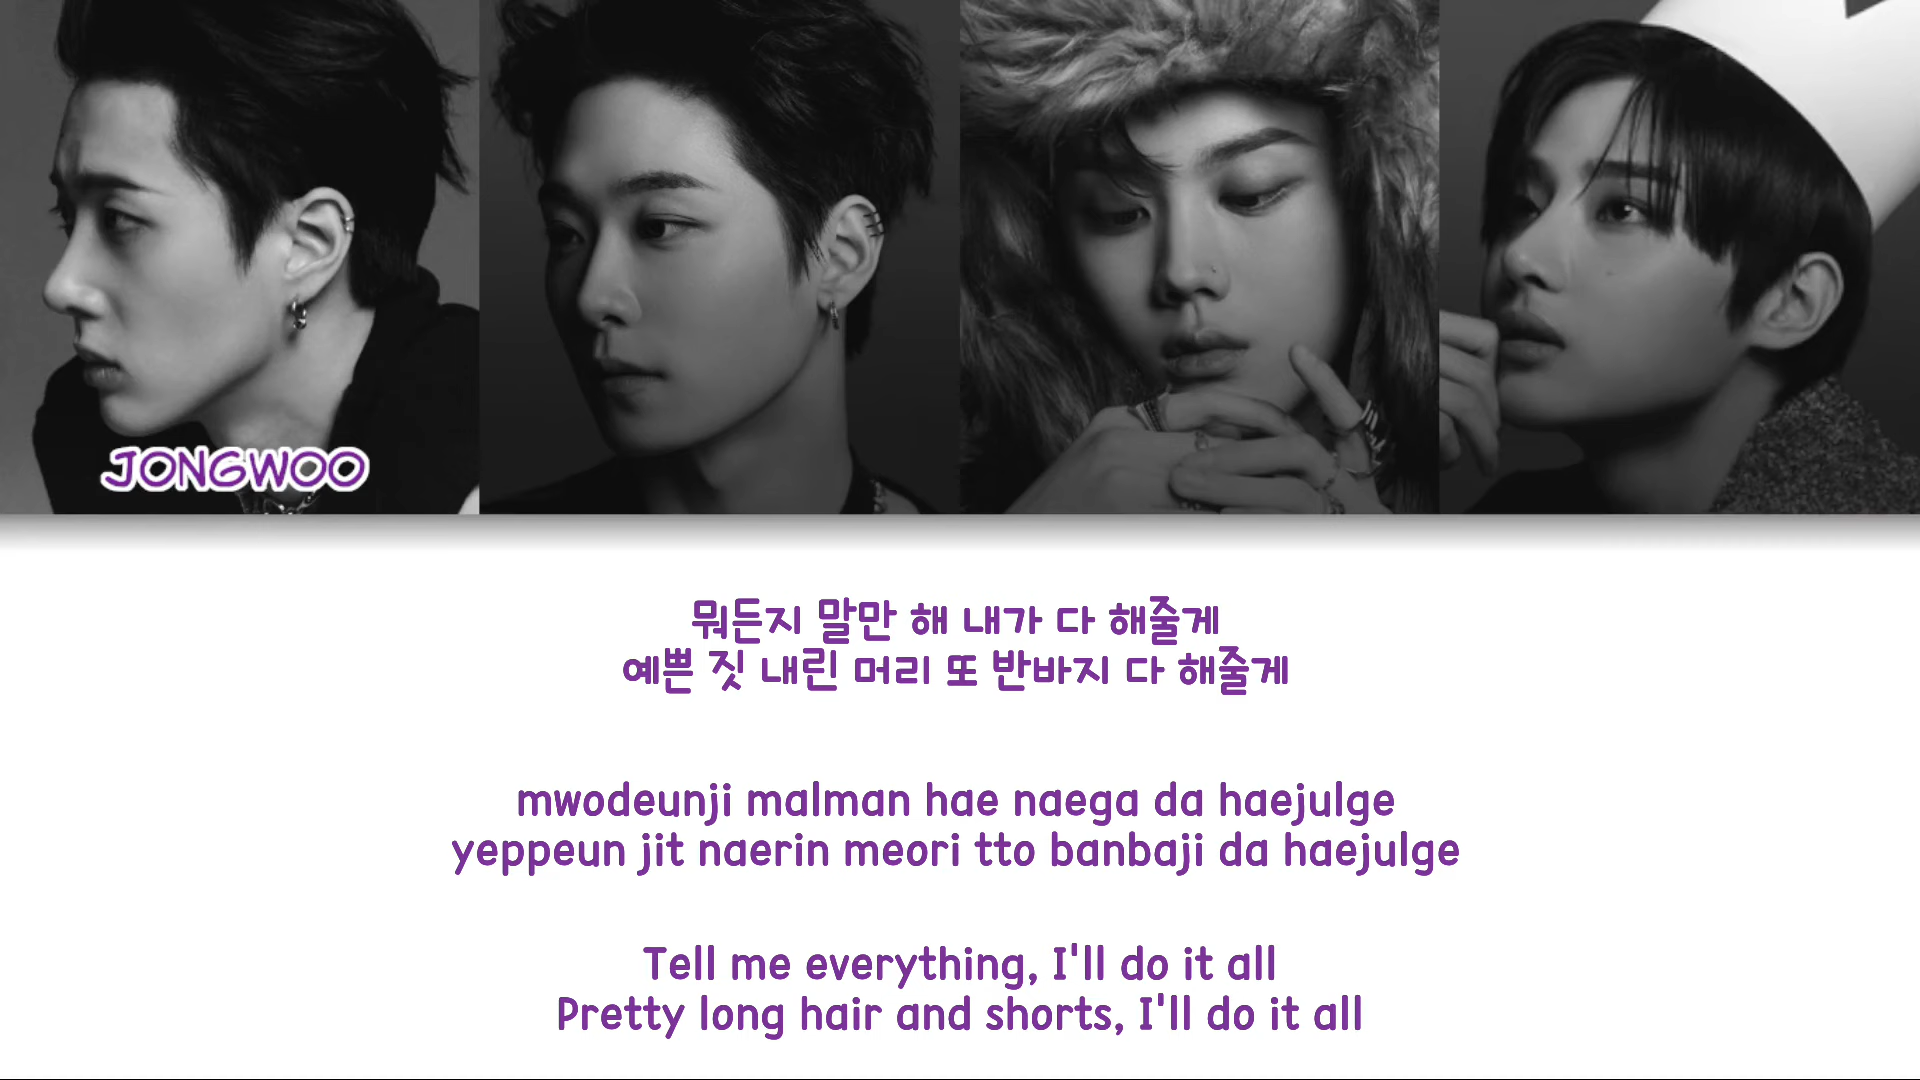 JONGWOO
뭐든지 말만 해 내가 다 해줄게
예쁜 짓 내린 머리 또 반바지 다 해줄게
mwodeunji malman hae naega da haejulge
yeppeun jit naerin meori tto banbaji da haejulge
Tell me everything, I'll do it all
Pretty long hair and shorts, I'll do it all